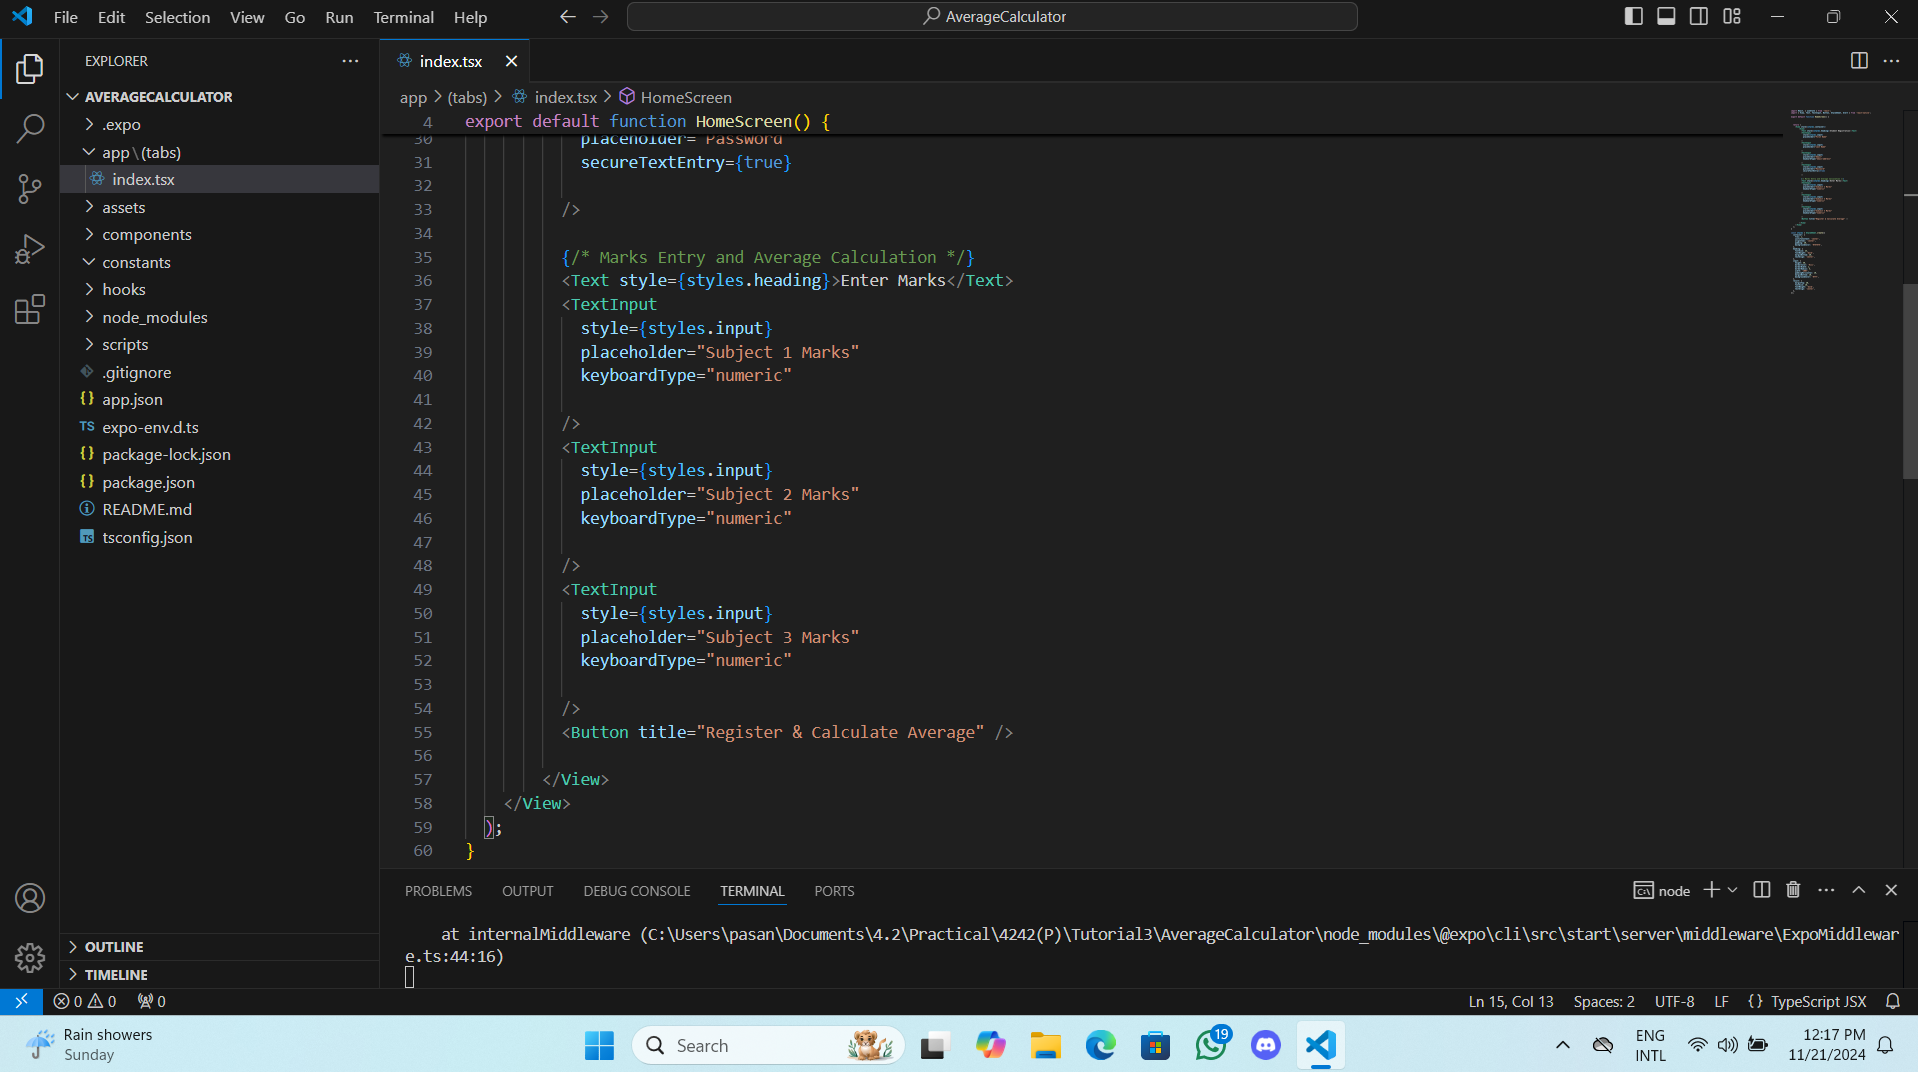 File Edit Selection View Go Run Terminal Help
AverageCalculator
EXPLORER
index.tsx
AVERAGECALCULATOR
.expo
app\(tabs)
index.tsx
assets
components
constants
hooks
node_modules
scripts
.gitignore
{} app.json
TS expo-env.d.ts
{} package-lock.json
{} package.json
README.md
TS tsconfig.json
OUTLINE
TIMELINE
app > (tabs) > index.tsx > HomeScreen
4 export default function HomeScreen() {
30 placeholder="Password"
31 secureTextEntry={true}
32
33 />
34
35 {/* Marks Entry and Average Calculation */}
36 <Text style={styles.heading}>Enter Marks</Text>
37 <TextInput
38 style={styles.input}
39 placeholder="Subject 1 Marks"
40 keyboardType="numeric"
41
42 />
43 <TextInput
44 style={styles.input}
45 placeholder="Subject 2 Marks"
46 keyboardType="numeric"
47
48 />
49 <TextInput
50 style={styles.input}
51 placeholder="Subject 3 Marks"
52 keyboardType="numeric"
53
54 />
55 <Button title="Register & Calculate Average" />
56
57 </View>
58 </View>
59 );
60 }
PROBLEMS OUTPUT DEBUG CONSOLE TERMINAL PORTS
node
at internalMiddleware (C:\Users\pasan\Documents\4.2\Practical\4242(P)\Tutorial3\AverageCalculator\node_modules\@expo\cli\src\start\server\middleware\ExpoMiddlewar
e.ts:44:16)
0 0 0
Ln 15, Col 13 Spaces: 2 UTF-8 LF {} TypeScript JSX
Rain showers
Sunday
Search
19
ENG
INTL
12:17 PM
11/21/2024